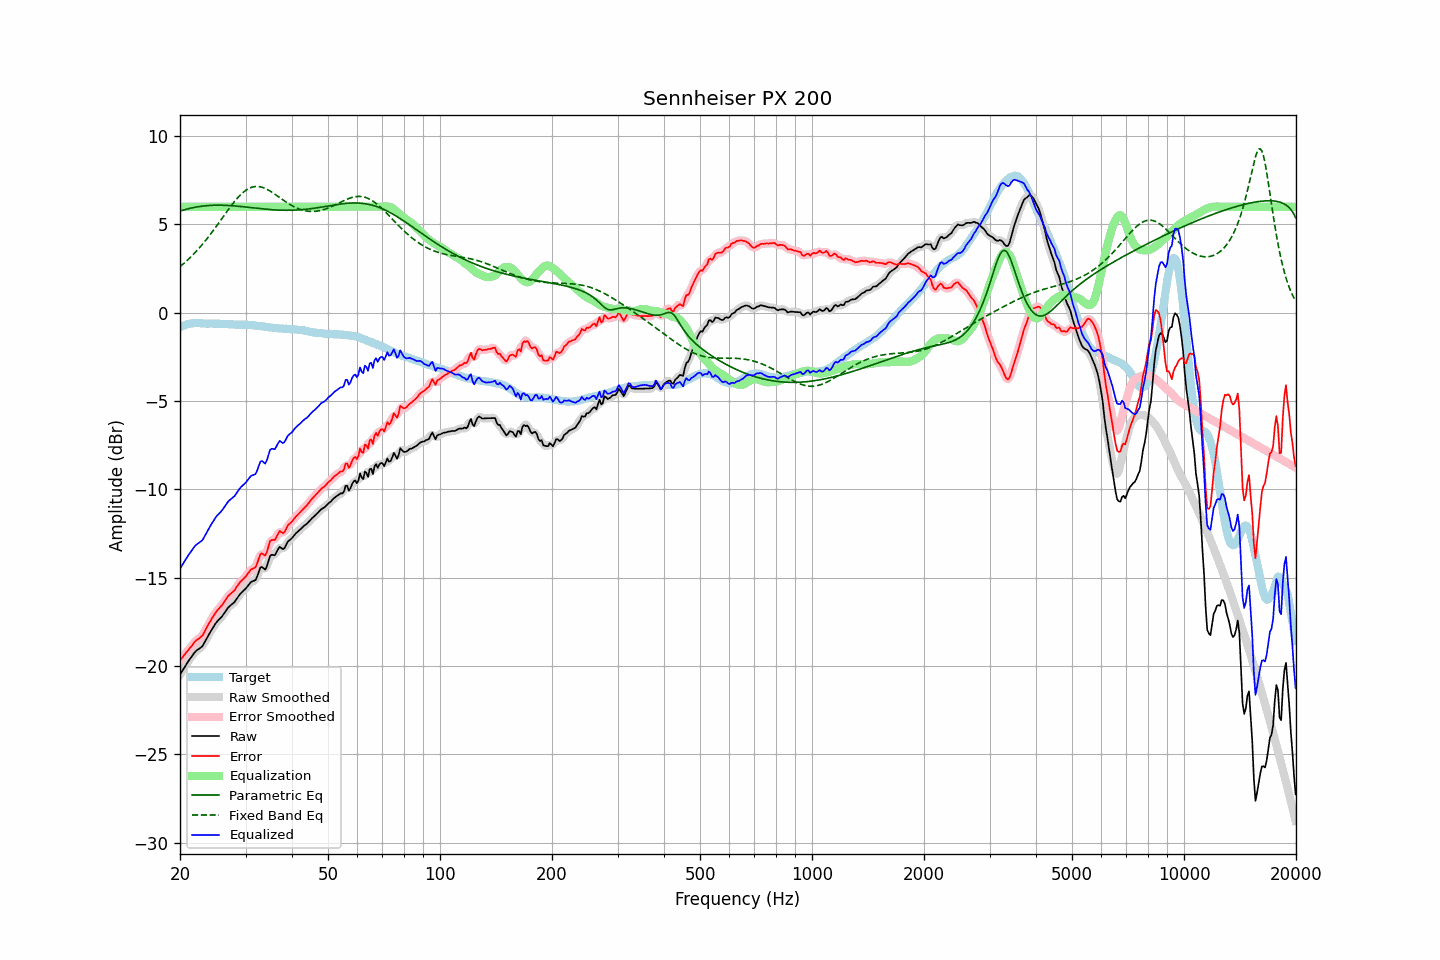 Sennheiser PX 200
10
5
0
−5
−10
−15
−20
−25
−30
Amplitude (dBr)
Target
Raw Smoothed
Error Smoothed
Raw
Error
Equalization
Parametric Eq
Fixed Band Eq
Equalized
20 50 100 200 500 1000 2000 5000 10000 20000
Frequency (Hz)